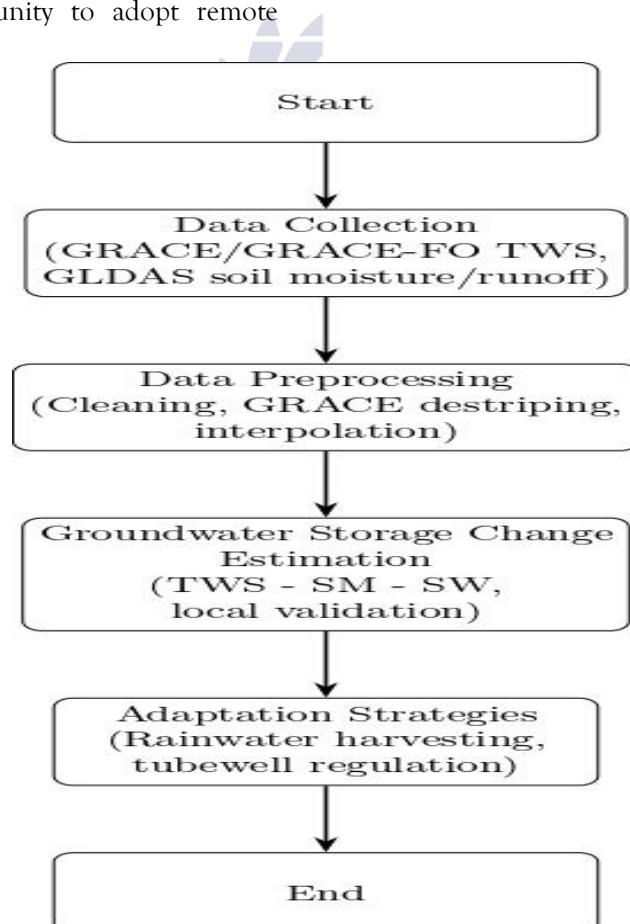 unity to adopt remote
Start
Data Collection
(GRACE/GRACE-FO TWS,
GLDAS soil moisture/runoff)
Data Preprocessing
(Cleaning, GRACE destriping,
interpolation)
Groundwater Storage Change
Estimation
(TWS - SM - SW,
local validation)
Adaptation Strategies
(Rainwater harvesting,
tubewell regulation)
End